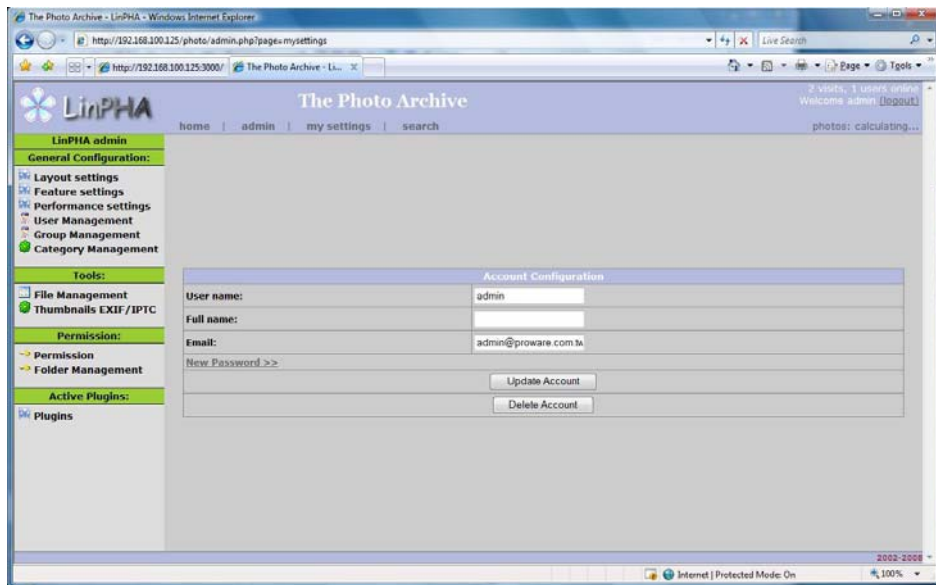 The Photo Archive - LinPHA - Windows Internet Explorer
http://192.168.100.125/photo/admin.php?page=mysettings
Live Search
http://192.168.100.125:3000/
The Photo Archive - Li...
Page
Tools
LinPHA
The Photo Archive
2 visits, 1 users online
Welcome admin [logout]
home | admin | my settings | search
photos: calculating...
LinPHA admin
General Configuration:
Layout settings
Feature settings
Performance settings
User Management
Group Management
Category Management
Tools:
File Management
Thumbnails EXIF/IPTC
Permission:
Permission
Folder Management
Active Plugins:
Plugins
Account Configuration
User name: admin
Full name:
Email: admin@proware.com.tw
New Password >>
Update Account
Delete Account
2002-2008
Internet | Protected Mode: On
100%